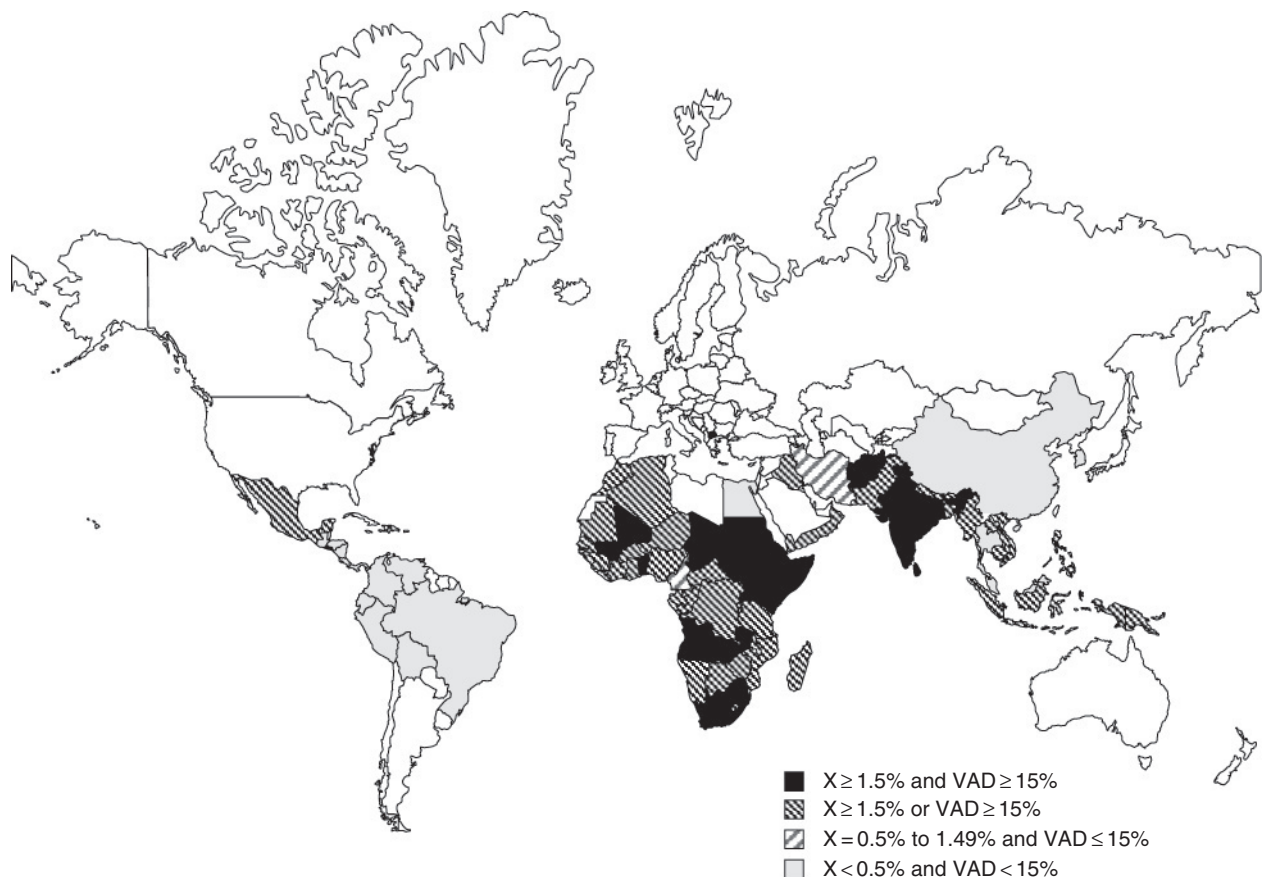 X ≥ 1.5% and VAD ≥ 15%
X ≥ 1.5% or VAD ≥ 15%
X = 0.5% to 1.49% and VAD ≤ 15%
X < 0.5% and VAD < 15%